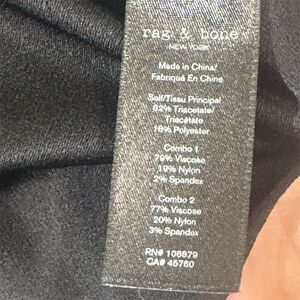 rag & bone
NEW YORK
Made in China/
Fabriqué En Chine
Self/Tissu Principal
82% Triacetate/
Triacétate
18% Polyester
Combo 1
79% Viscose
19% Nylon
2% Spandex
Combo 2
77% Viscose
20% Nylon
3% Spandex
RN# 106879
CA# 45760